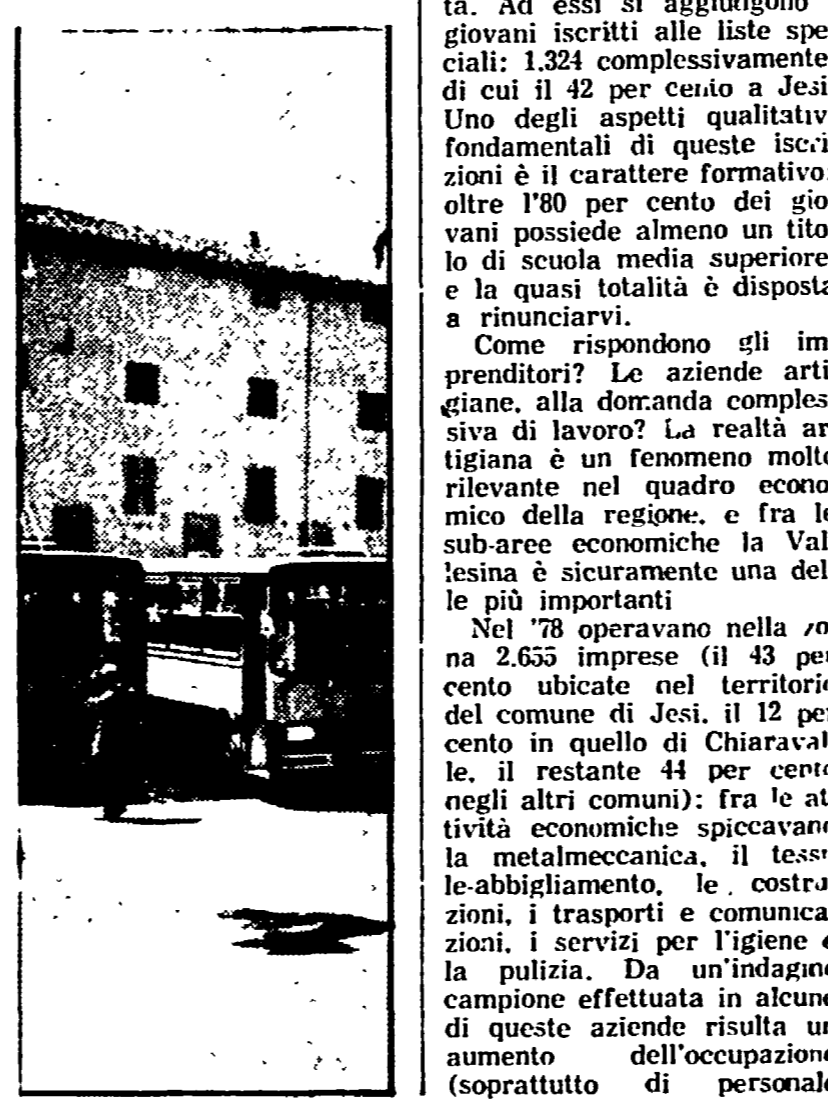 ta. Ad essi si aggiungono
giovani iscritti alle liste spe
ciali: 1.324 complessivamente
di cui il 42 per cento a Jesi
Uno degli aspetti qualitativ
fondamentali di queste iscri
zioni è il carattere formativo:
oltre l'80 per cento dei gio
vani possiede almeno un tito
lo di scuola media superiore
e la quasi totalità è disposta
a rinunciarvi.
Come rispondono gli im
prenditori? Le aziende arti
giane, alla domanda comples
siva di lavoro? La realtà ar
tigiana è un fenomeno molto
rilevante nel quadro econo
mico della regione, e fra le
sub-aree economiche la Val
lesina è sicuramente una del
le più importanti
Nel '78 operavano nella zo
na 2.655 imprese (il 43 per
cento ubicate nel territorio
del comune di Jesi, il 12 per
cento in quello di Chiaraval
le, il restante 44 per cento
negli altri comuni): fra le at
tività economiche spiccavano
la metalmeccanica, il tessi
le-abbigliamento, le costru
zioni, i trasporti e comunica
zioni, i servizi per l'igiene e
la pulizia. Da un'indagine
campione effettuata in alcune
di queste aziende risulta un
aumento dell'occupazione
(soprattutto di personale